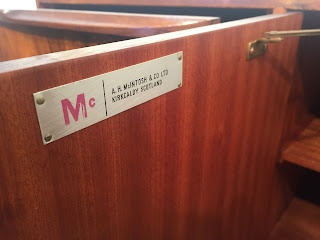 Mc
A.H. McINTOSH & CO LTD
KIRKCALDY SCOTLAND